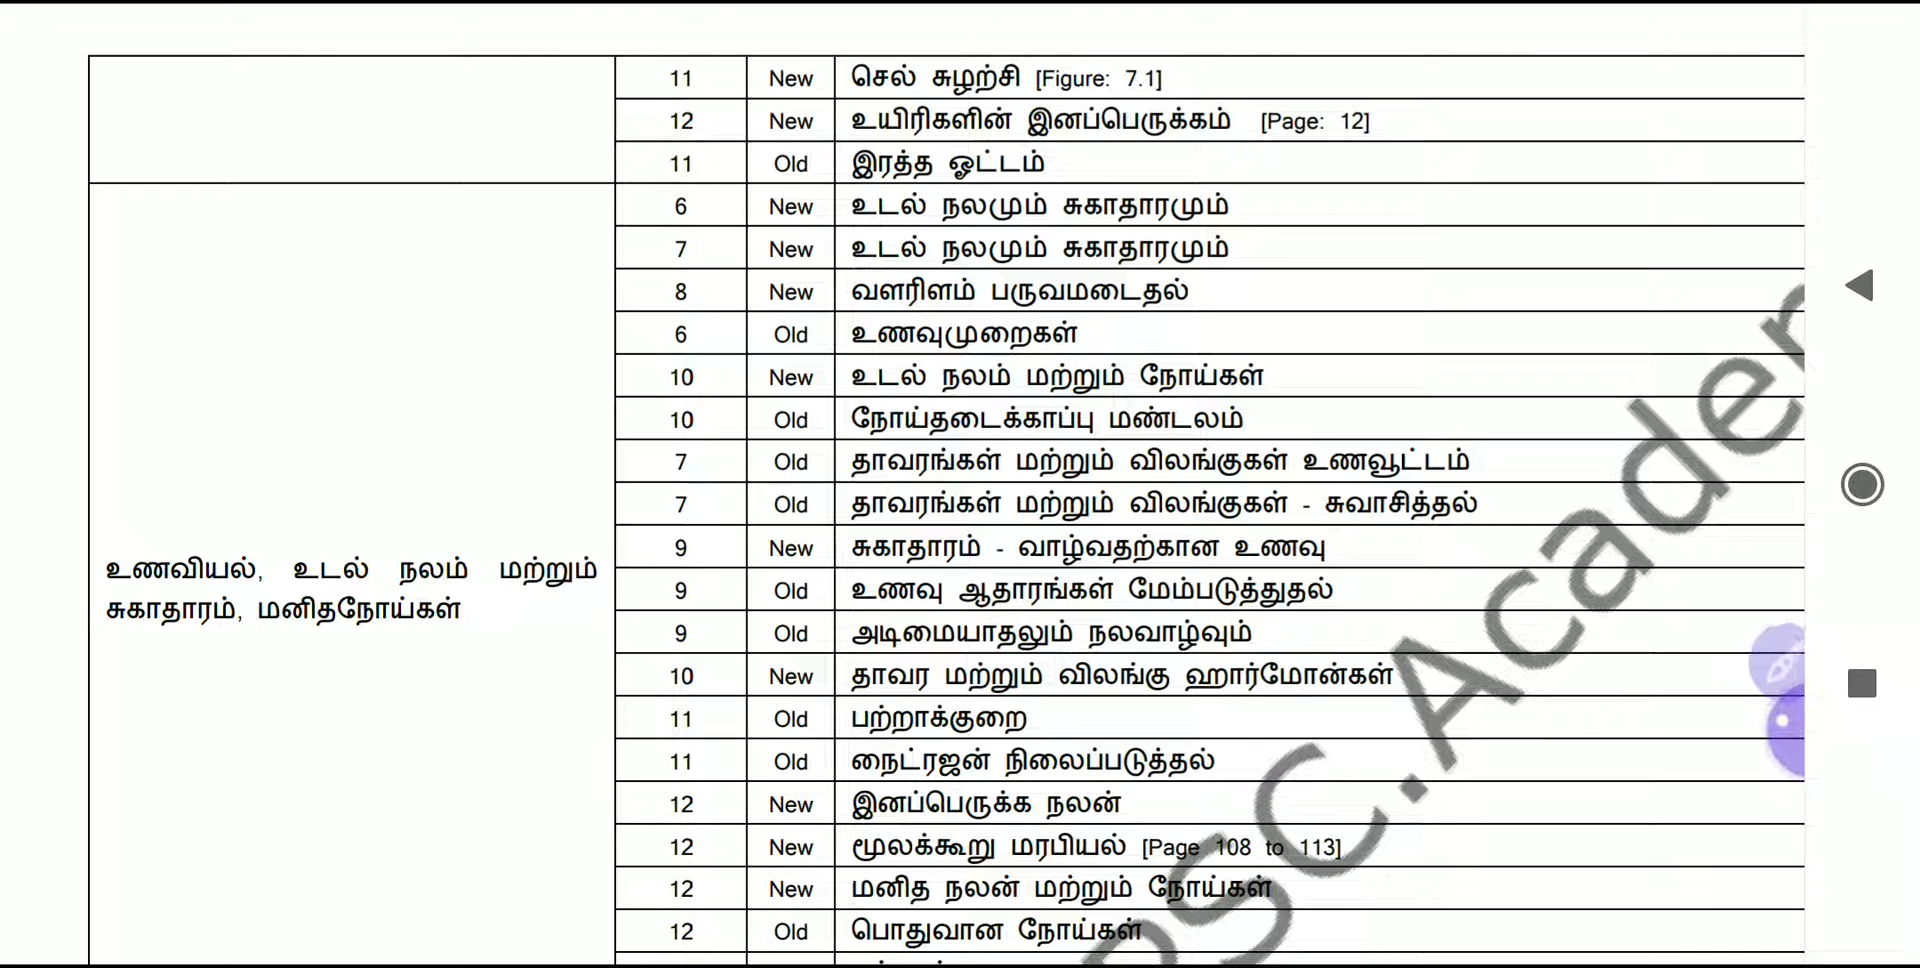 11 New செல் சுழற்சி [Figure: 7.1]
12 New உயிரிகளின் இனப்பெருக்கம் [Page: 12]
11 Old இரத்த ஓட்டம்
6 New உடல் நலமும் சுகாதாரமும்
7 New உடல் நலமும் சுகாதாரமும்
8 New வளரிளம் பருவமடைதல்
6 Old உணவுமுறைகள்
10 New உடல் நலம் மற்றும் நோய்கள்
10 Old நோய்தடைக்காப்பு மண்டலம்
7 Old தாவரங்கள் மற்றும் விலங்குகள் உணவூட்டம்
7 Old தாவரங்கள் மற்றும் விலங்குகள் - சுவாசித்தல்
9 New சுகாதாரம் - வாழ்வதற்கான உணவு
உணவியல், உடல் நலம் மற்றும்
சுகாதாரம், மனிதநோய்கள்
9 Old உணவு ஆதாரங்கள் மேம்படுத்துதல்
9 Old அடிமையாதலும் நலவாழ்வும்
10 New தாவர மற்றும் விலங்கு ஹார்மோன்கள்
11 Old பற்றாக்குறை
11 Old நைட்ரஜன் நிலைப்படுத்தல்
12 New இனப்பெருக்க நலன்
12 New மூலக்கூறு மரபியல் [Page 108 to 113]
12 New மனித நலன் மற்றும் நோய்கள்
12 Old பொதுவான நோய்கள்
PSC.Acader